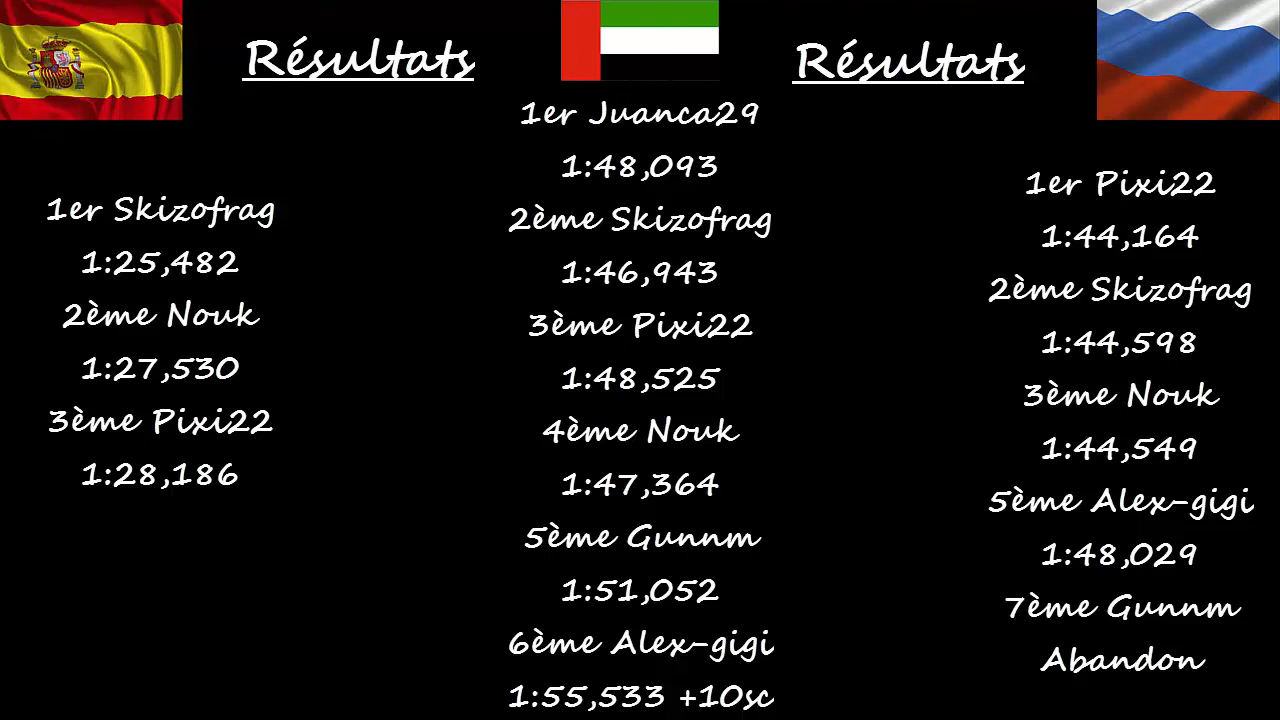 Résultats
Résultats
1er Skizofrag
1:25,482
2ème Nouk
1:27,530
3ème Pixi22
1:28,186
1er Juanca29
1:48,093
2ème Skizofrag
1:46,943
3ème Pixi22
1:48,525
4ème Nouk
1:47,364
5ème Gunnm
1:51,052
6ème Alex-gigi
1:55,533 +10sc
1er Pixi22
1:44,164
2ème Skizofrag
1:44,598
3ème Nouk
1:44,549
5ème Alex-gigi
1:48,029
7ème Gunnm
Abandon